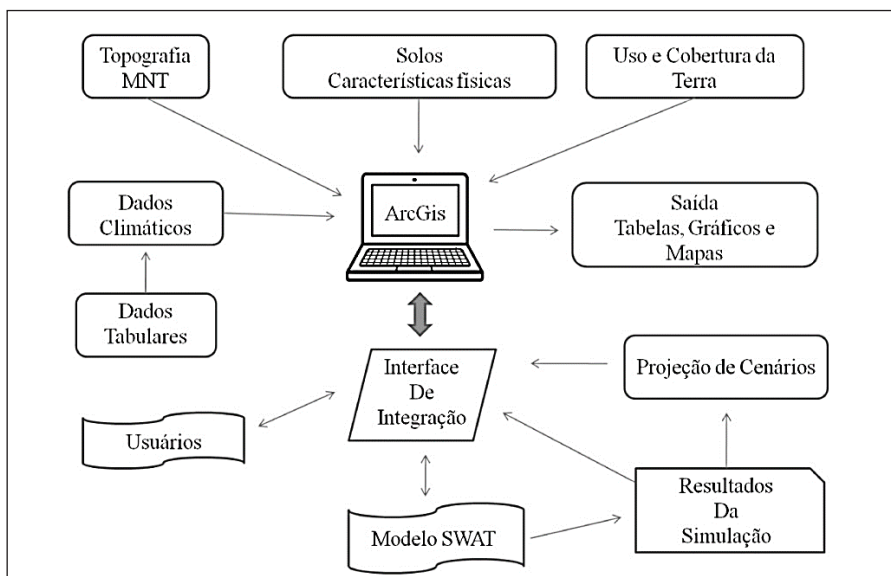 Topografia
MNT
Solos
Características físicas
Uso e Cobertura da
Terra
Dados
Climáticos
ArcGis
Saída
Tabelas, Gráficos e
Mapas
Dados
Tabulares
Interface
De
Integração
Projeção de Cenários
Usuários
Modelo SWAT
Resultados
Da
Simulação